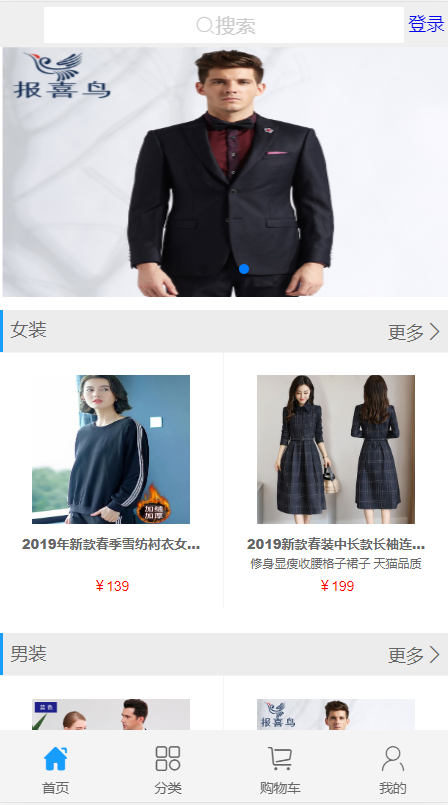 搜索
登录
报喜鸟
女装
更多
加绒
加厚
2019年新款春季雪纺衬衣女...
¥139
2019新款春装中长款长袖连...
修身显瘦收腰格子裙子 天猫品质
¥199
男装
更多
蓝色
报喜鸟
首页
分类
购物车
我的